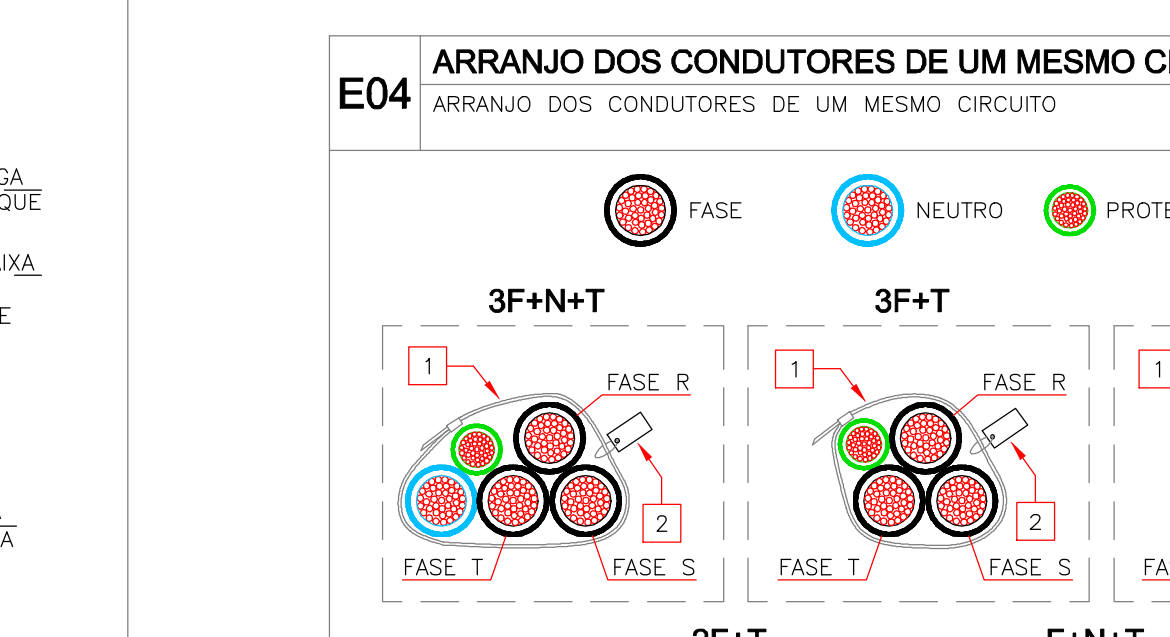 GA
QUE
IXA
E
A
E04
ARRANJO DOS CONDUTORES DE UM MESMO
ARRANJO DOS CONDUTORES DE UM MESMO CIRCUITO
FASE
NEUTRO
PROTE
3F+N+T
3F+T
1
FASE R
2
FASE T
FASE S
1
FASE R
2
FASE T
FASE S
1
FA